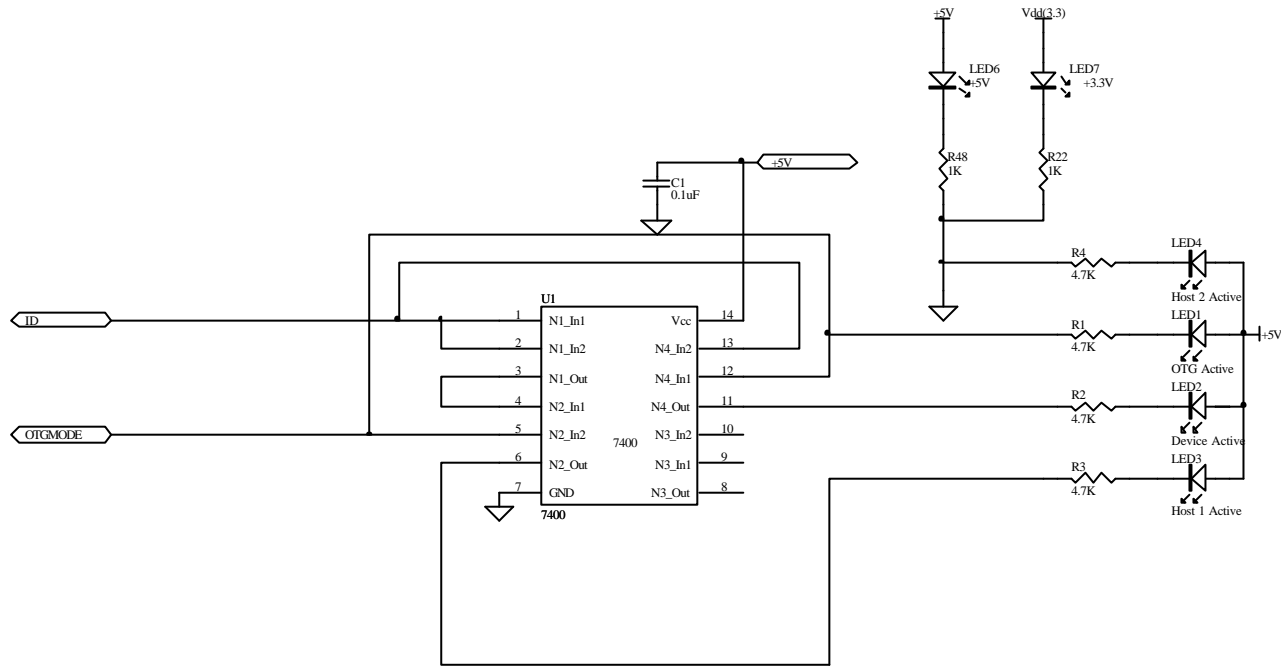 +5V
Vdd(3.3)
LED6
+5V
LED7
+3.3V
R48
1K
R22
1K
+5V
C1
0.1uF
ID
OTGMODE
U1
1 N1_In1
2 N1_In2
3 N1_Out
4 N2_In1
5 N2_In2
6 N2_Out
7 GND
Vcc 14
N4_In2 13
N4_In1 12
N4_Out 11
N3_In2 10
N3_In1 9
N3_Out 8
7400
7400
R4
4.7K
LED4
Host 2 Active
R1
4.7K
LED1
OTG Active
+5V
R2
4.7K
LED2
Device Active
R3
4.7K
LED3
Host 1 Active